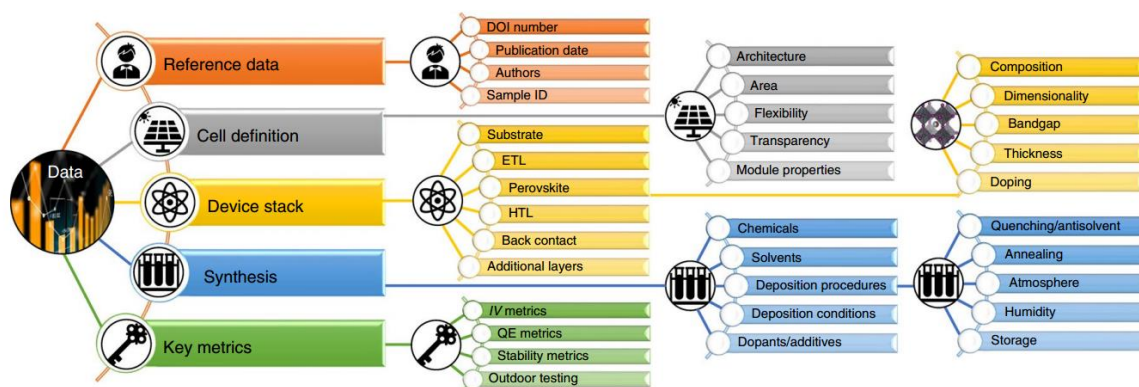 Data
Reference data
Cell definition
Device stack
Synthesis
Key metrics
DOI number
Publication date
Authors
Sample ID
Substrate
ETL
Perovskite
HTL
Back contact
Additional layers
IV metrics
QE metrics
Stability metrics
Outdoor testing
Architecture
Area
Flexibility
Transparency
Module properties
Chemicals
Solvents
Deposition procedures
Deposition conditions
Dopants/additives
Composition
Dimensionality
Bandgap
Thickness
Doping
Quenching/antisolvent
Annealing
Atmosphere
Humidity
Storage